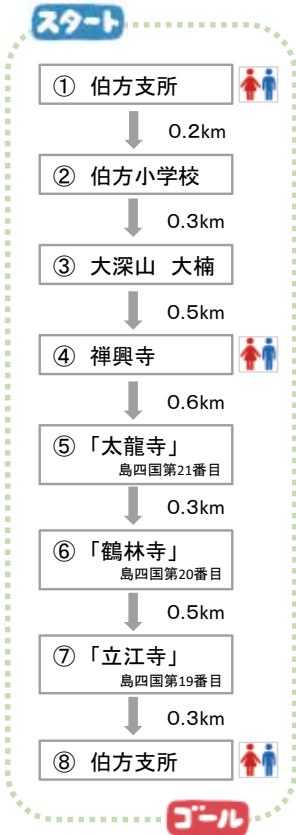 スタート
① 伯方支所
0.2km
② 伯方小学校
0.3km
③ 大深山 大楠
0.5km
④ 禅興寺
0.6km
⑤ 「太龍寺」
島四国第21番目
0.3km
⑥ 「鶴林寺」
島四国第20番目
0.5km
⑦ 「立江寺」
島四国第19番目
0.3km
⑧ 伯方支所
ゴール